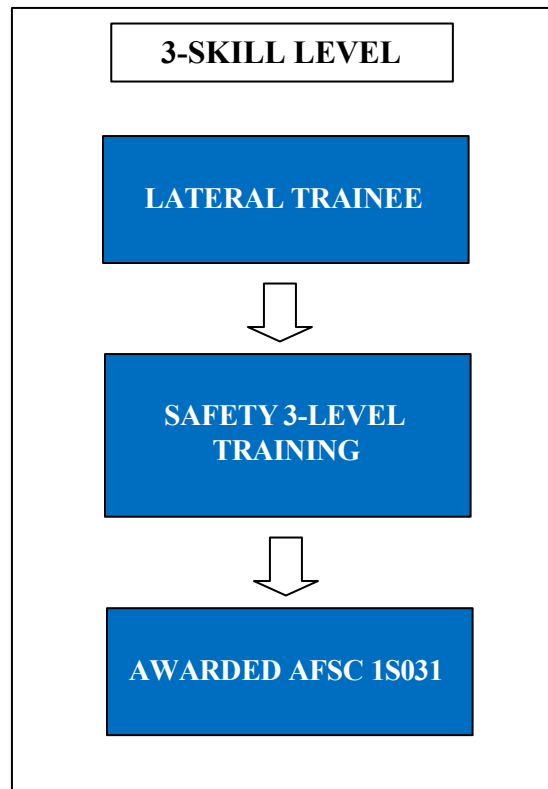 3-SKILL LEVEL
LATERAL TRAINEE
SAFETY 3-LEVEL
TRAINING
AWARDED AFSC 1S031